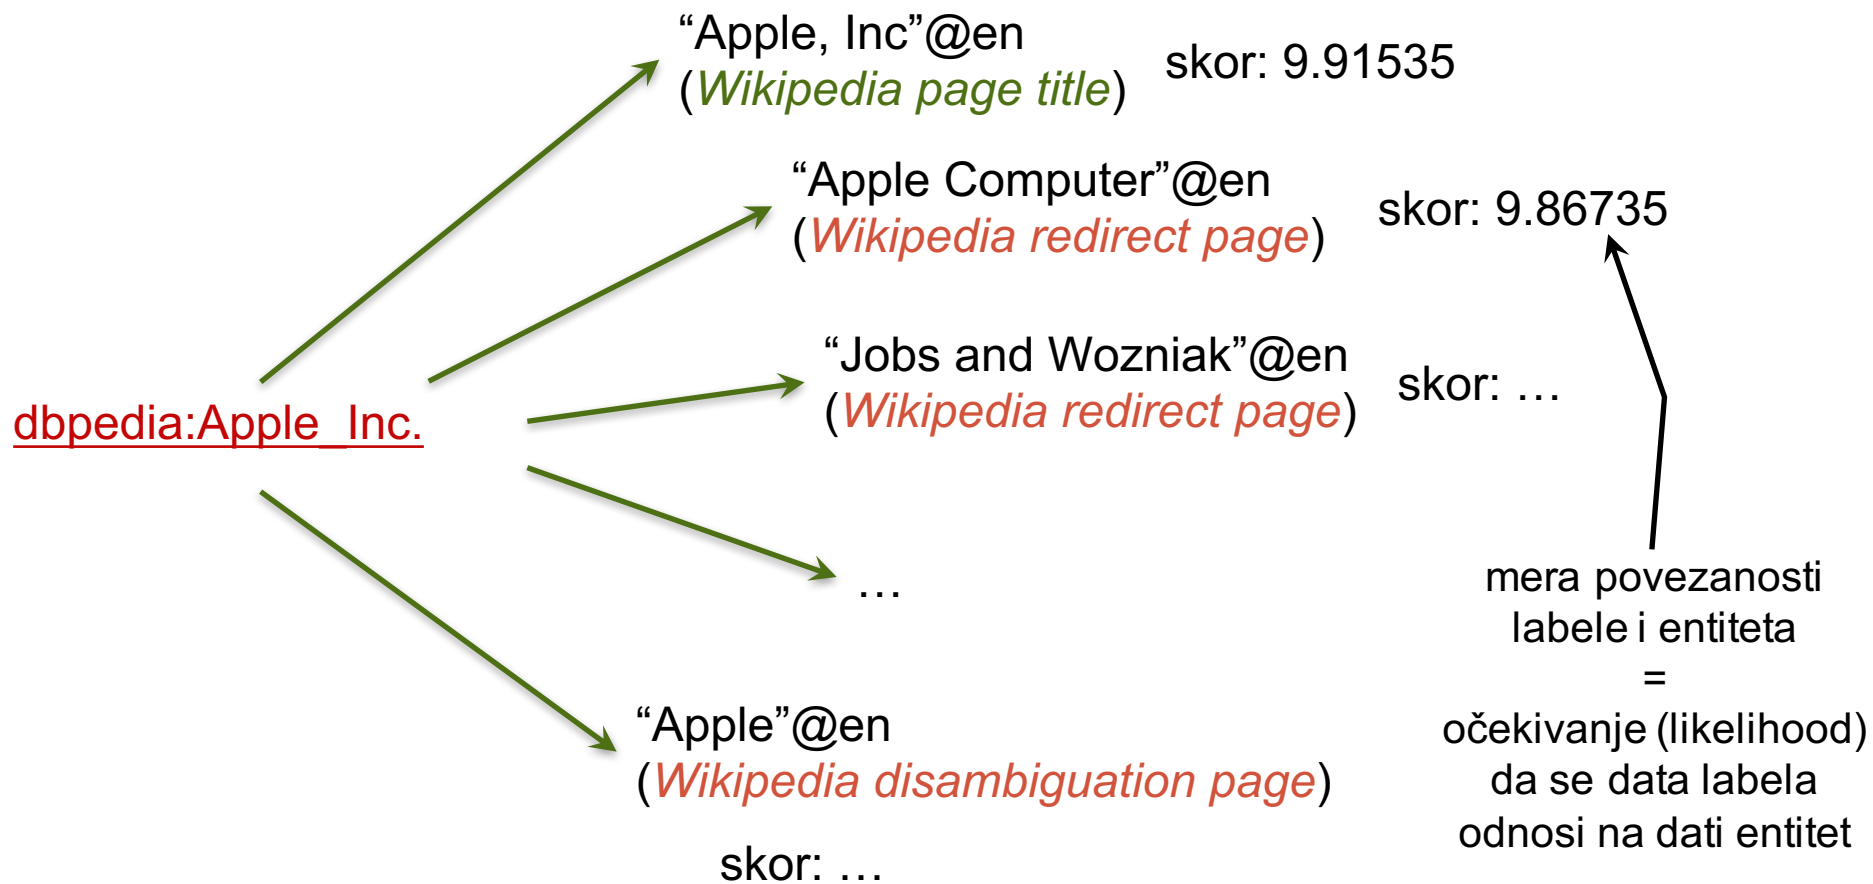 “Apple, Inc”@en
(Wikipedia page title)
skor: 9.91535
“Apple Computer”@en
(Wikipedia redirect page)
skor: 9.86735
“Jobs and Wozniak”@en
(Wikipedia redirect page)
skor: …
dbpedia:Apple_Inc.
…
“Apple”@en
(Wikipedia disambiguation page)
skor: …
mera povezanosti
labele i entiteta
=
očekivanje (likelihood)
da se data labela
odnosi na dati entitet